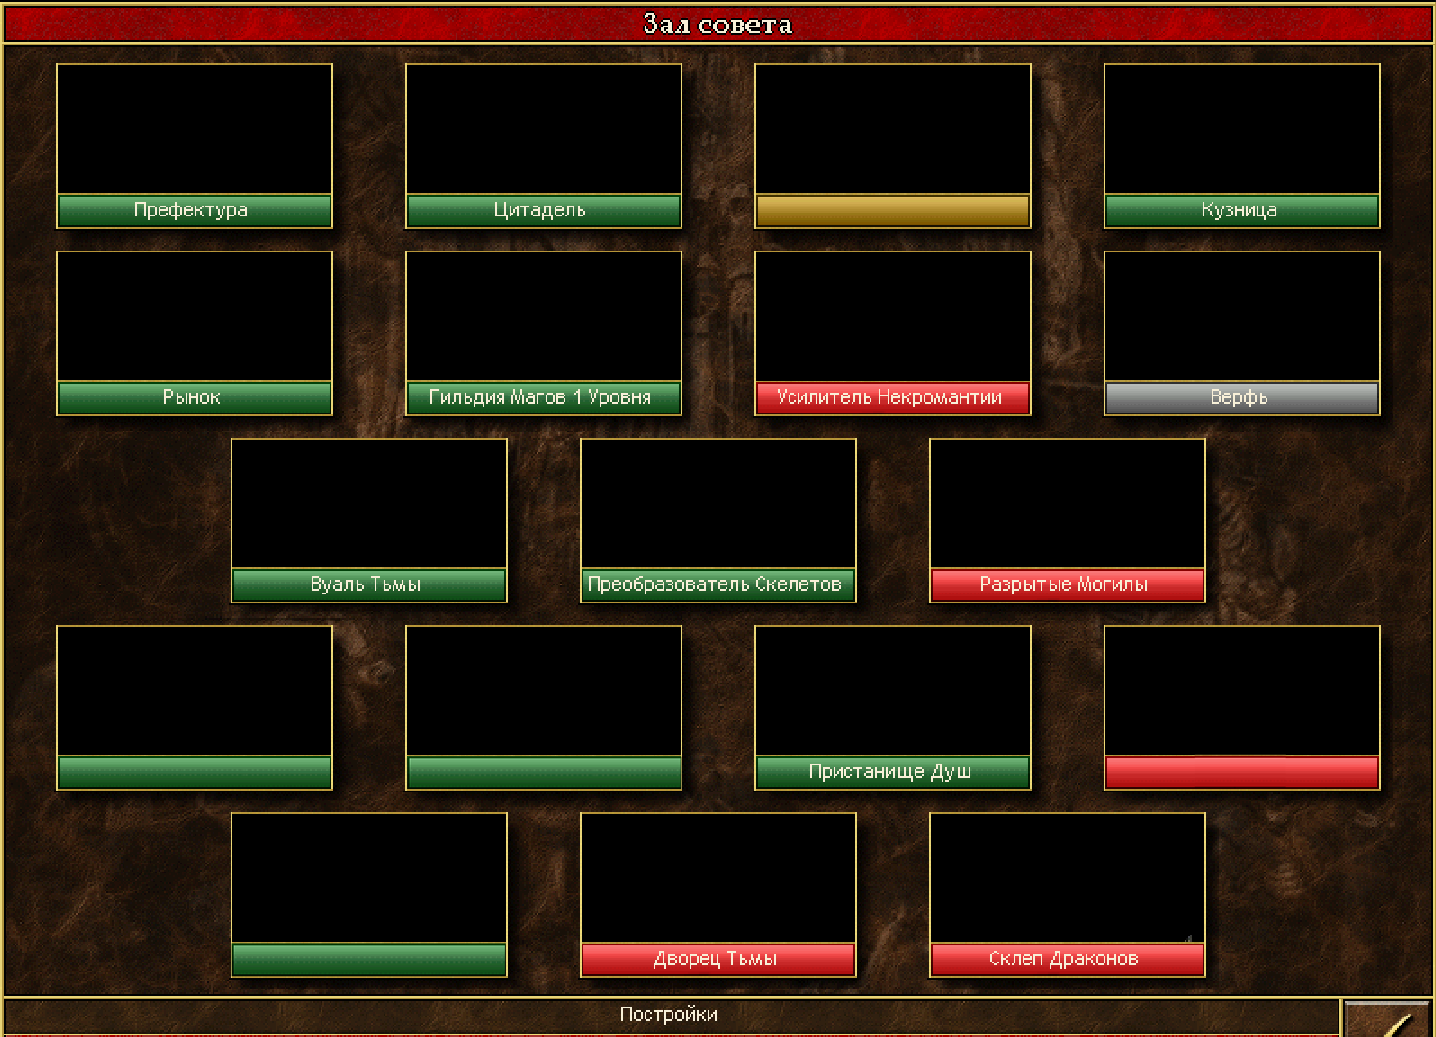 Зал совета
Префектура
Цитадель
Кузница
Рынок
Гильдия Магов 1 Уровня
Усилитель Некромантии
Верфь
Вуаль Тьмы
Преобразователь Скелетов
Разрытые Могилы
Пристанище Душ
Дворец Тьмы
Склеп Драконов
Постройки